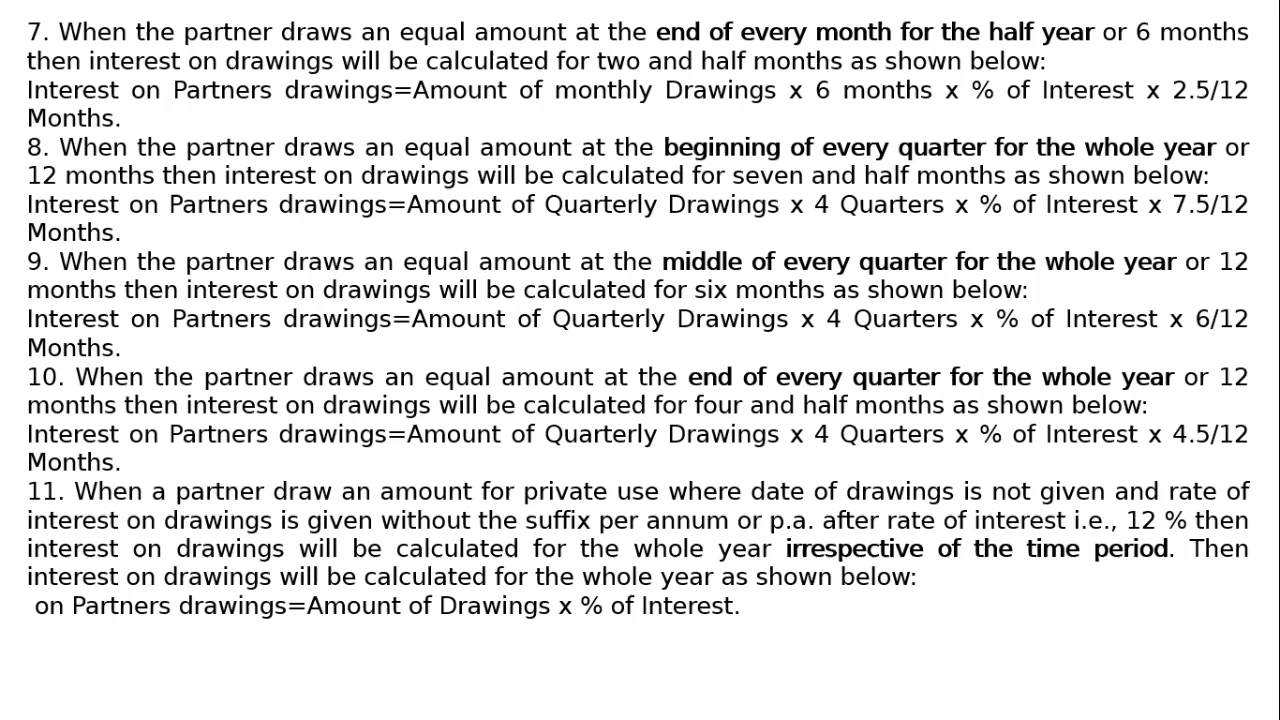 7. When the partner draws an equal amount at the end of every month for the half year or 6 months
then interest on drawings will be calculated for two and half months as shown below:
Interest on Partners drawings=Amount of monthly Drawings x 6 months x % of Interest x 2.5/12
Months.
8. When the partner draws an equal amount at the beginning of every quarter for the whole year or
12 months then interest on drawings will be calculated for seven and half months as shown below:
Interest on Partners drawings=Amount of Quarterly Drawings x 4 Quarters x % of Interest x 7.5/12
Months.
9. When the partner draws an equal amount at the middle of every quarter for the whole year or 12
months then interest on drawings will be calculated for six months as shown below:
Interest on Partners drawings=Amount of Quarterly Drawings x 4 Quarters x % of Interest x 6/12
Months.
10. When the partner draws an equal amount at the end of every quarter for the whole year or 12
months then interest on drawings will be calculated for four and half months as shown below:
Interest on Partners drawings=Amount of Quarterly Drawings x 4 Quarters x % of Interest x 4.5/12
Months.
11. When a partner draw an amount for private use where date of drawings is not given and rate of
interest on drawings is given without the suffix per annum or p.a. after rate of interest i.e., 12 % then
interest on drawings will be calculated for the whole year irrespective of the time period. Then
interest on drawings will be calculated for the whole year as shown below:
on Partners drawings=Amount of Drawings x % of Interest.